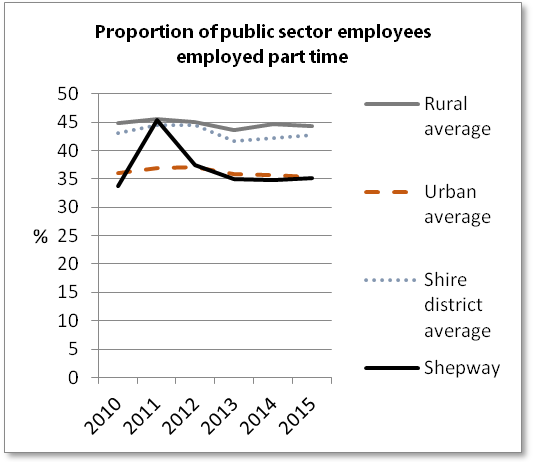 Proportion of public sector employees
employed part time
50
45
40
35
30
25
20
15
10
5
0
%
2010
2011
2012
2013
2014
2015
Rural
average
Urban
average
Shire
district
average
Shepway